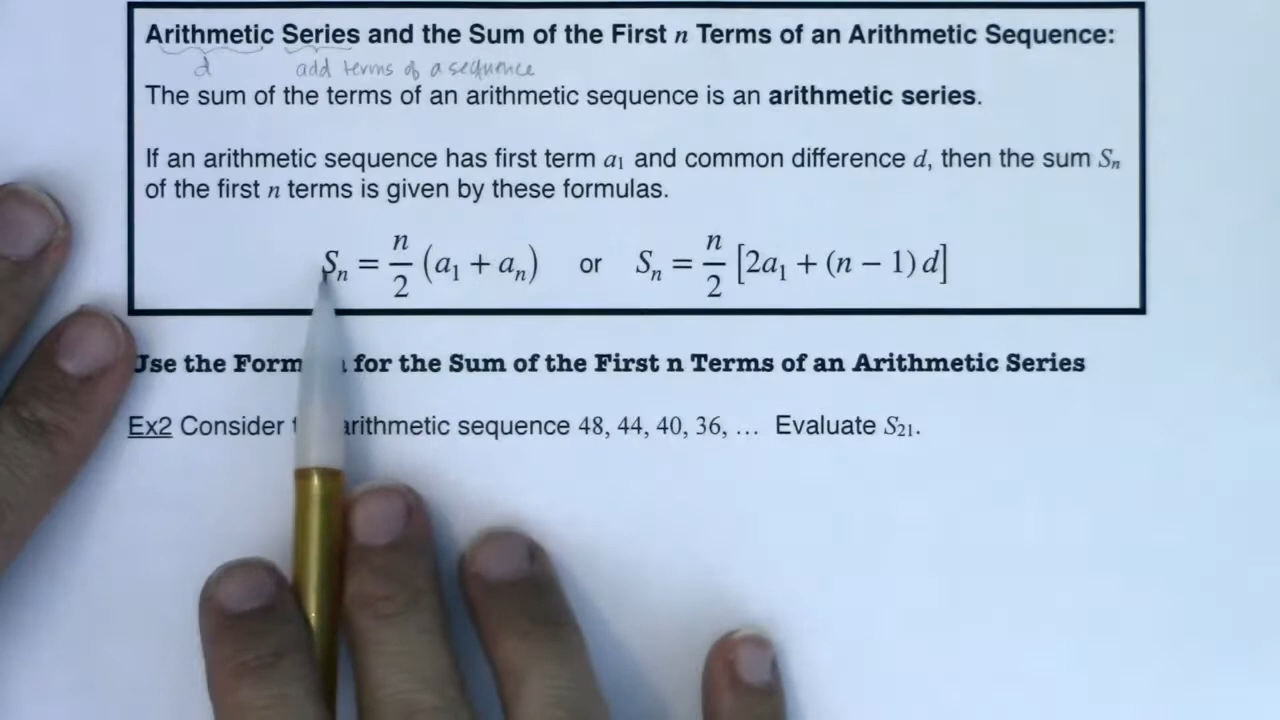 Arithmetic Series and the Sum of the First n Terms of an Arithmetic Sequence:
d add terms of a sequence
The sum of the terms of an arithmetic sequence is an arithmetic series.
If an arithmetic sequence has first term a₁ and common difference d, then the sum Sₙ
of the first n terms is given by these formulas.
Sₙ = n/2 (a₁ + aₙ) or Sₙ = n/2 [2a₁ + (n − 1) d]
Use the for the Sum of the First n Terms of an Arithmetic Series
Ex2 Consider arithmetic sequence 48, 44, 40, 36, … Evaluate S₂₁.